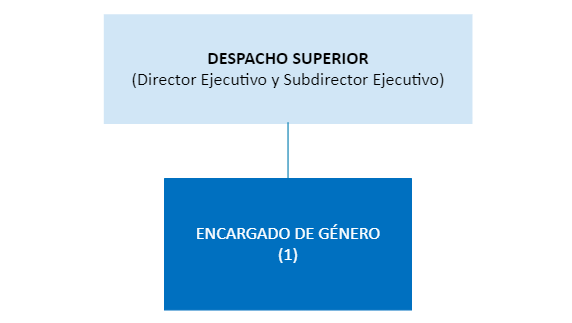 DESPACHO SUPERIOR
(Director Ejecutivo y Subdirector Ejecutivo)
ENCARGADO DE GÉNERO
(1)